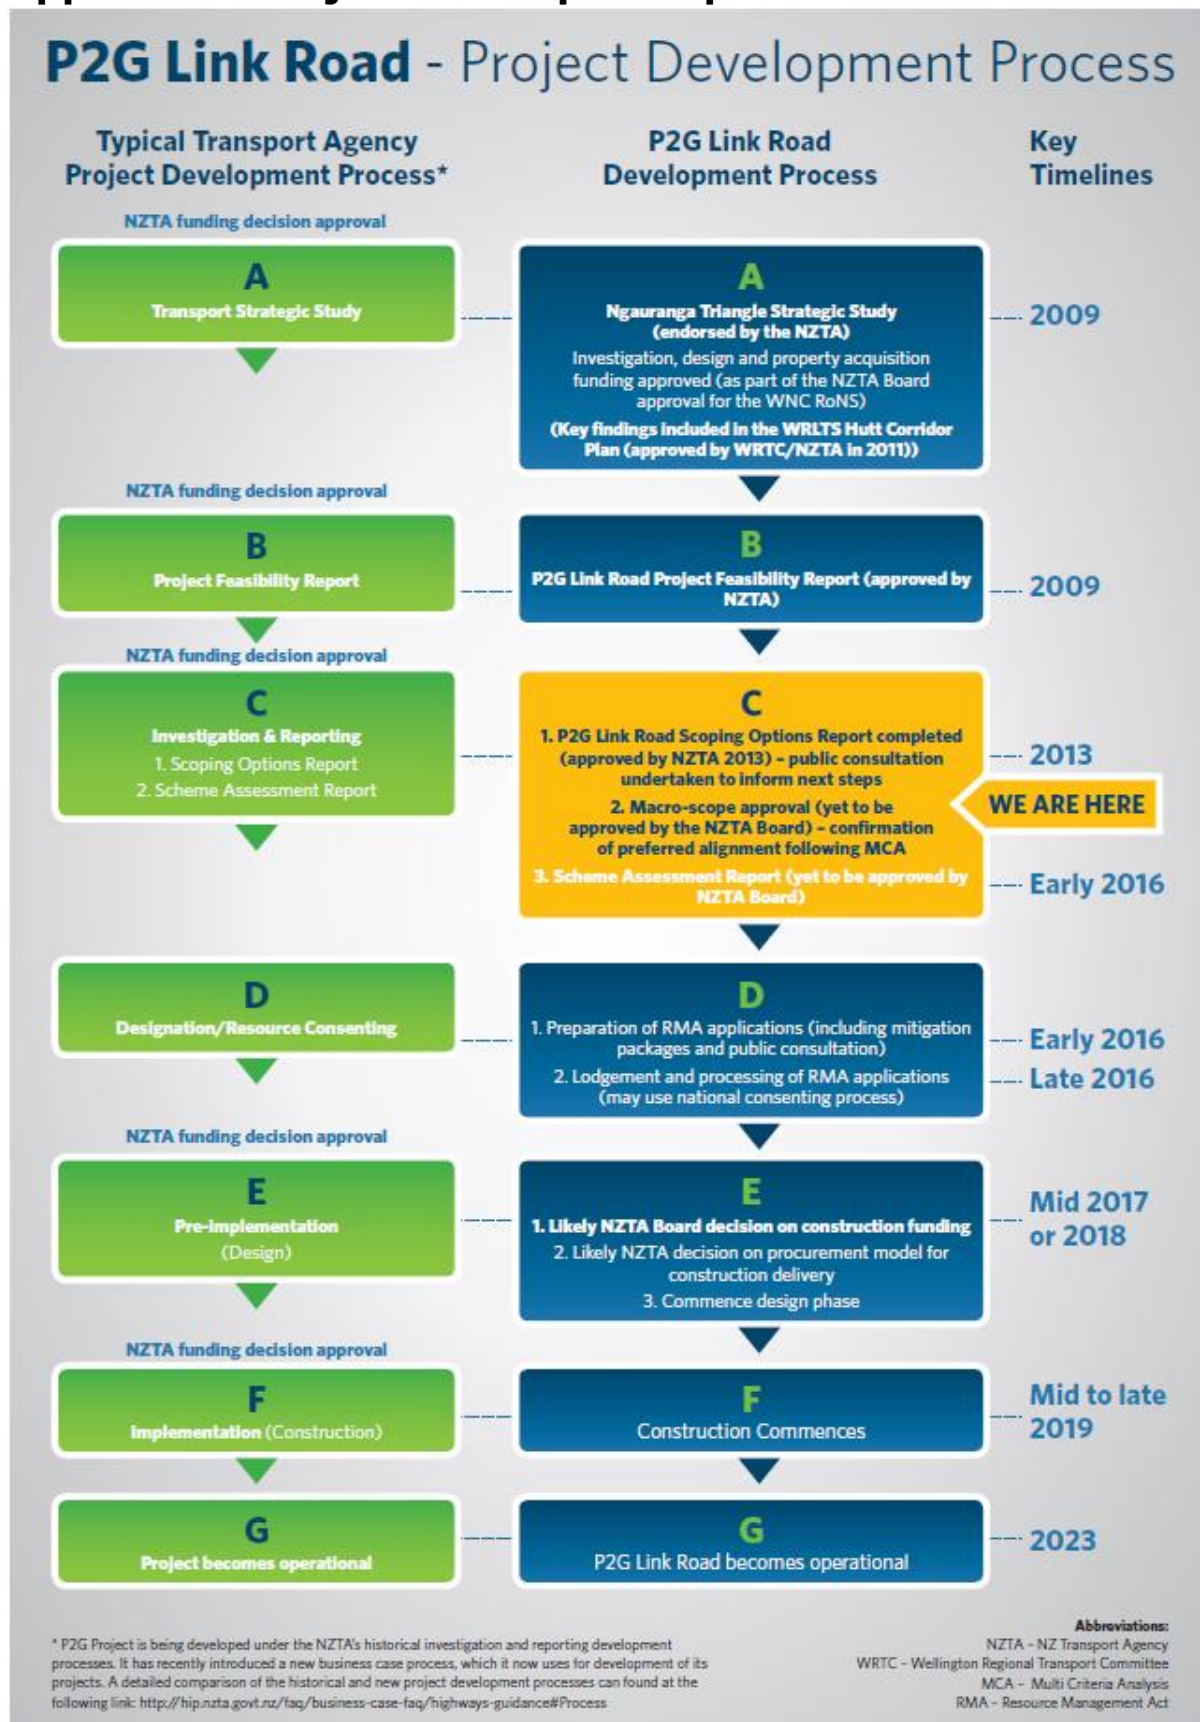 P2G Link Road - Project Development Process
Typical Transport Agency
Project Development Process*
P2G Link Road
Development Process
Key
Timelines
NZTA funding decision approval
A
Transport Strategic Study
A
Ngauranga Triangle Strategic Study
(endorsed by the NZTA)
Investigation, design and property acquisition
funding approved (as part of the NZTA Board
approval for the WNC RoNS)
(Key findings included in the WRLTS Hutt Corridor
Plan (approved by WRTC/NZTA in 2011))
2009
NZTA funding decision approval
B
Project Feasibility Report
B
P2G Link Road Project Feasibility Report (approved by
NZTA)
2009
NZTA funding decision approval
C
Investigation & Reporting
1. Scoping Options Report
2. Scheme Assessment Report
C
1. P2G Link Road Scoping Options Report completed
(approved by NZTA 2013) – public consultation
undertaken to inform next steps
2. Macro-scope approval (yet to be
approved by the NZTA Board) – confirmation
of preferred alignment following MCA
3. Scheme Assessment Report (yet to be approved by
NZTA Board)
2013
WE ARE HERE
Early 2016
D
Designation/Resource Consenting
D
1. Preparation of RMA applications (including mitigation
packages and public consultation)
2. Lodgement and processing of RMA applications
(may use national consenting process)
Early 2016
Late 2016
NZTA funding decision approval
E
Pre-implementation
(Design)
E
1. Likely NZTA Board decision on construction funding
2. Likely NZTA decision on procurement model for
construction delivery
3. Commence design phase
Mid 2017
or 2018
NZTA funding decision approval
F
Implementation (Construction)
F
Construction Commences
Mid to late
2019
G
Project becomes operational
G
P2G Link Road becomes operational
2023
* P2G Project is being developed under the NZTA's historical investigation and reporting development
processes. It has recently introduced a new business case process, which it now uses for development of its
projects. A detailed comparison of the historical and new project development processes can found at the
following link: http://hip.nzta.govt.nz/faq/business-case-faq/highways-guidance#Process
Abbreviations:
NZTA – NZ Transport Agency
WRTC – Wellington Regional Transport Committee
MCA – Multi Criteria Analysis
RMA – Resource Management Act